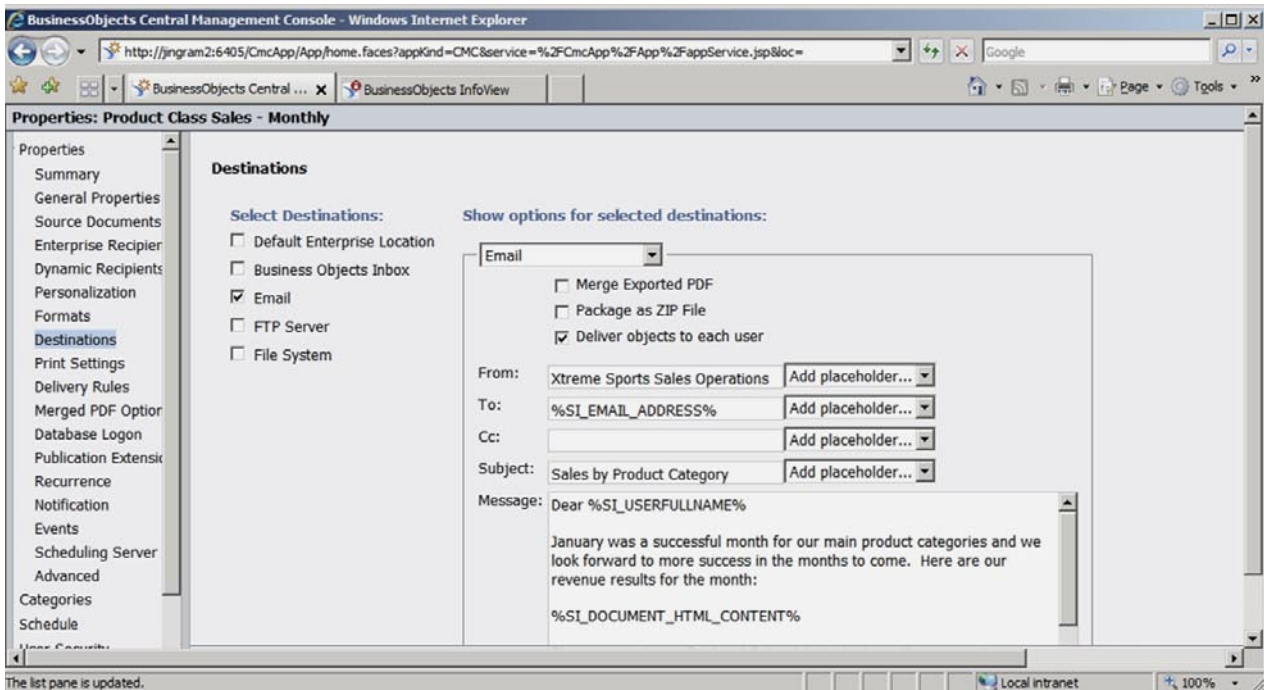 BusinessObjects Central Management Console - Windows Internet Explorer
http://jingram2:6405/CmcApp/App/home.faces?appKind=CMC&service=%2FCmcApp%2FApp%2FappService.jsp&loc=
Google
BusinessObjects Central ... X
BusinessObjects InfoView
Page
Tools
»
Properties: Product Class Sales - Monthly
Properties
Summary
General Properties
Source Documents
Enterprise Recipier
Dynamic Recipients
Personalization
Formats
Destinations
Print Settings
Delivery Rules
Merged PDF Option
Database Logon
Publication Extensio
Recurrence
Notification
Events
Scheduling Server
Advanced
Categories
Schedule
User Security
Destinations
Select Destinations:
Default Enterprise Location
Business Objects Inbox
Email
FTP Server
File System
Show options for selected destinations:
Email
Merge Exported PDF
Package as ZIP File
Deliver objects to each user
From: Xtreme Sports Sales Operations Add placeholder...
To: %SI_EMAIL_ADDRESS% Add placeholder...
Cc: Add placeholder...
Subject: Sales by Product Category Add placeholder...
Message: Dear %SI_USERFULLNAME%
January was a successful month for our main product categories and we
look forward to more success in the months to come. Here are our
revenue results for the month:
%SI_DOCUMENT_HTML_CONTENT%
The list pane is updated.
Local intranet
100%